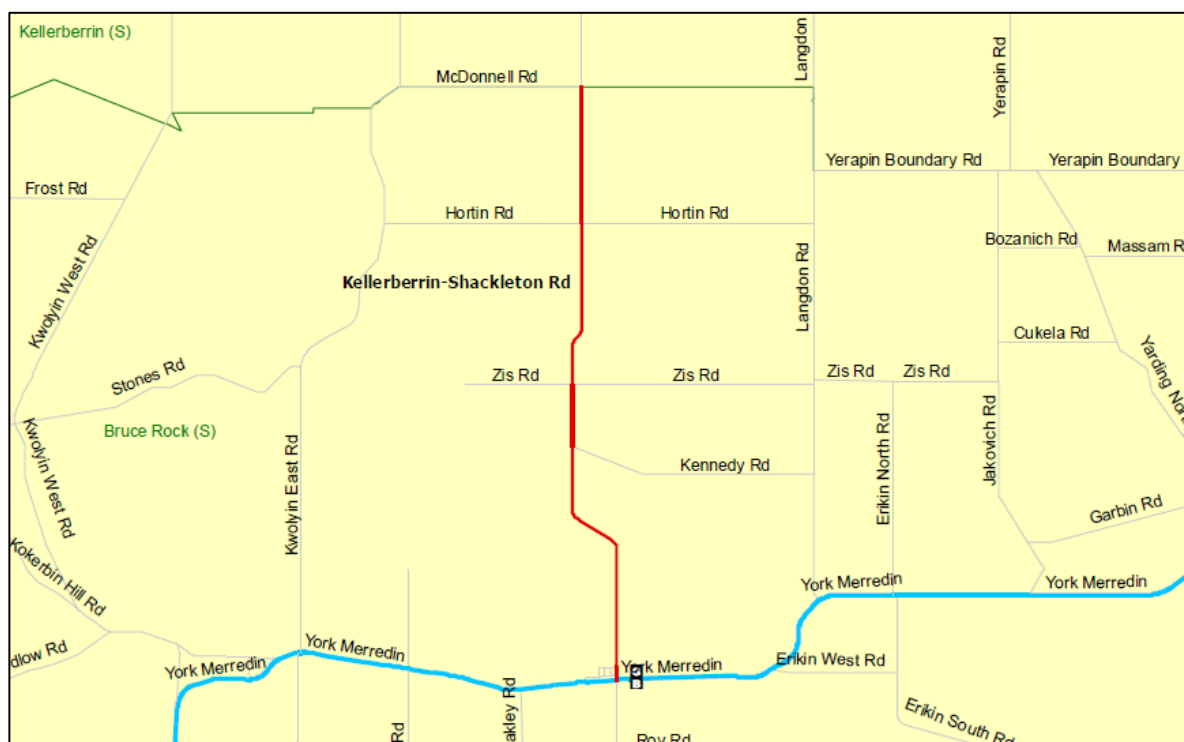 Kellerberrin (S)
McDonnell Rd
Langdon
Yerapin Rd
Frost Rd
Yerapin Boundary Rd
Yerapin Boundary
Hortin Rd
Hortin Rd
Kwolyin West Rd
Kellerberrin-Shackleton Rd
Langdon Rd
Bozanich Rd
Massam R
Cukela Rd
Stones Rd
Zis Rd
Zis Rd
Zis Rd
Zis Rd
Yarding Nort
Bruce Rock (S)
Kwolyin West Rd
Kwolyin East Rd
Kennedy Rd
Erikin North Rd
Jakovich Rd
Garbin Rd
Kokerbin Hill Rd
York Merredin
York Merredin
dlow Rd
York Merredin
York Merredin
York Merredin
Erikin West Rd
Rd
akley Rd
Roy Rd
Erikin South Rd